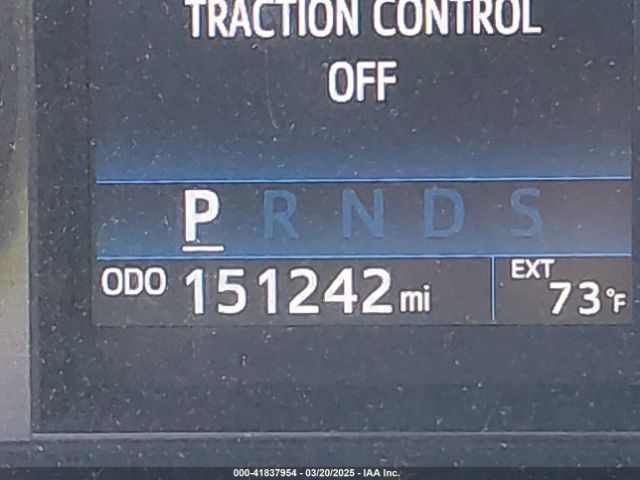 TRACTION CONTROL
OFF
P R N D S
ODO 151242 mi EXT 73°F
000-41837954 - 03/20/2025 - IAA Inc.